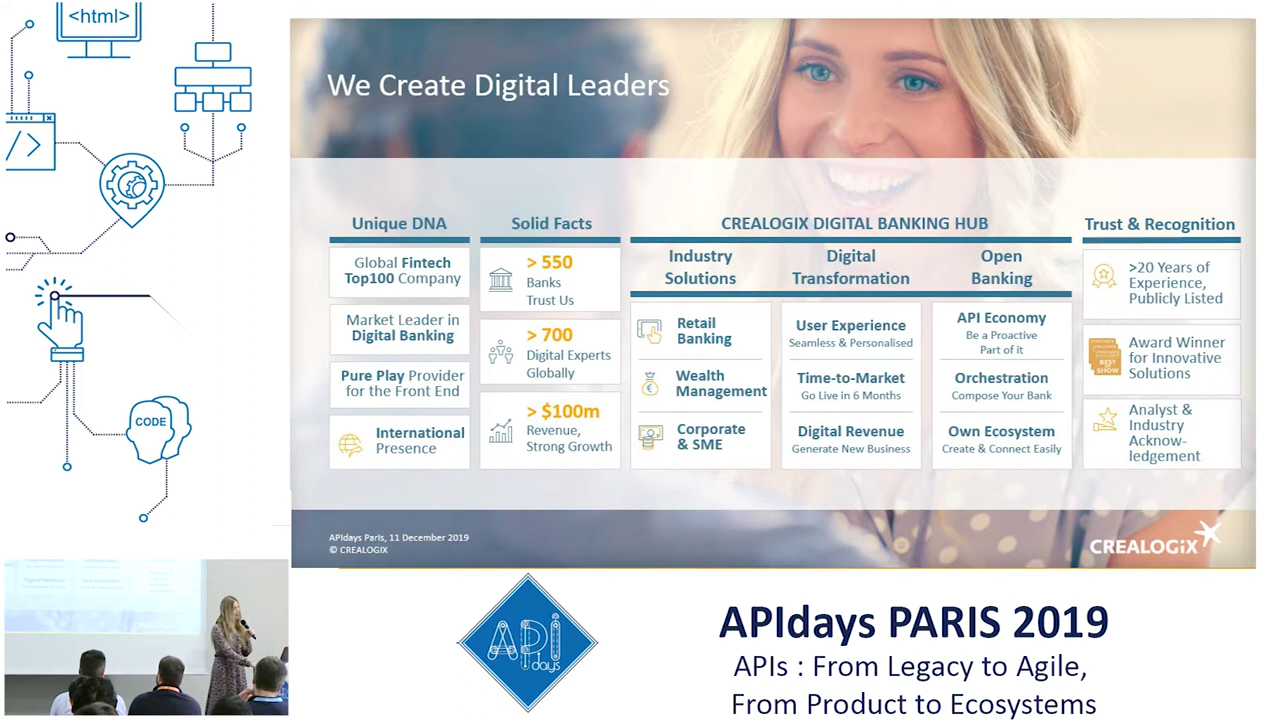 <html>
</>
CODE
We Create Digital Leaders
Unique DNA
Global Fintech
Top100 Company
Market Leader in
Digital Banking
Pure Play Provider
for the Front End
International
Presence
Solid Facts
> 550
Banks
Trust Us
> 700
Digital Experts
Globally
> $100m
Revenue,
Strong Growth
CREALOGIX DIGITAL BANKING HUB
Industry
Solutions
Retail
Banking
Wealth
Management
Corporate
& SME
Digital
Transformation
User Experience
Seamless & Personalised
Time-to-Market
Go Live in 6 Months
Digital Revenue
Generate New Business
Open
Banking
API Economy
Be a Proactive
Part of it
Orchestration
Compose Your Bank
Own Ecosystem
Create & Connect Easily
Trust & Recognition
>20 Years of
Experience,
Publicly Listed
BEST
OF
SHOW
Award Winner
for Innovative
Solutions
Analyst &
Industry
Acknow-
ledgement
APIdays Paris, 11 December 2019
© CREALOGIX
CREALOGIX
API
days
APIdays PARIS 2019
APIs : From Legacy to Agile,
From Product to Ecosystems